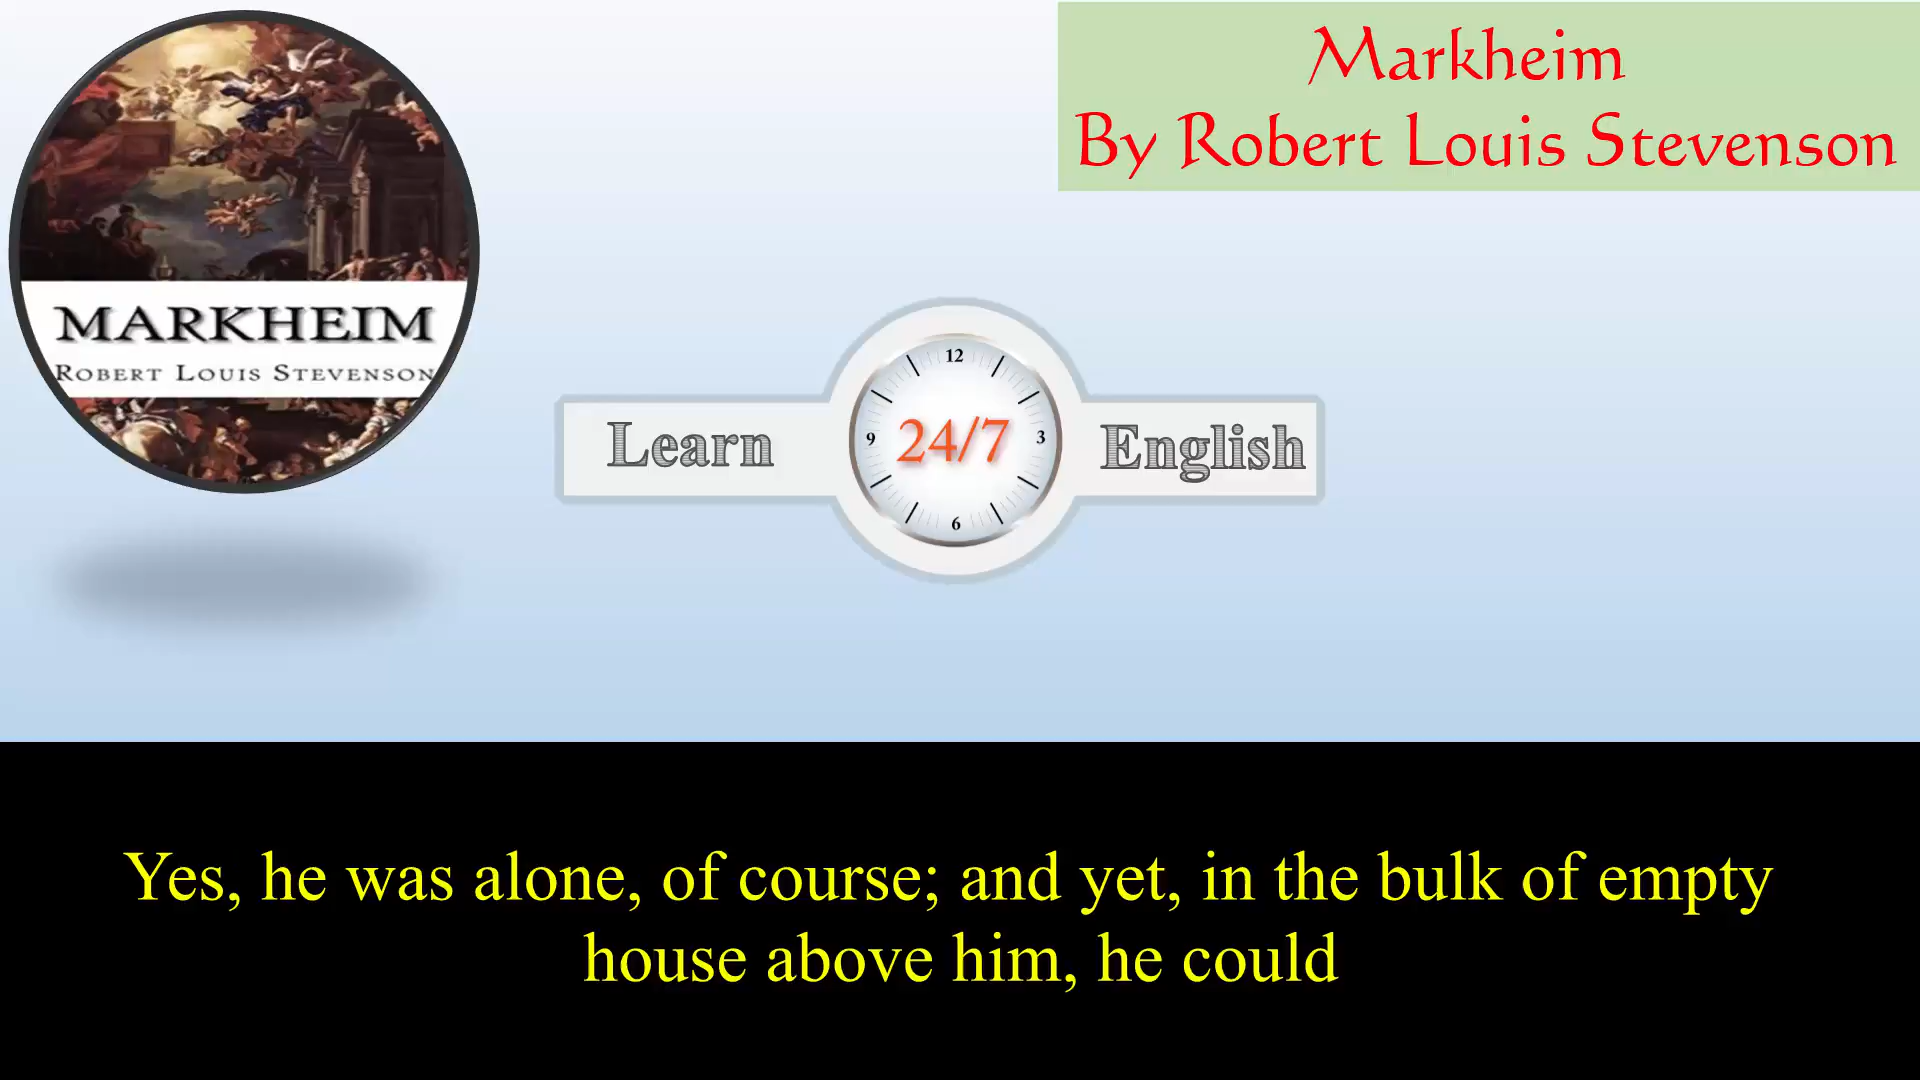 Markheim
By Robert Louis Stevenson
MARKHEIM
ROBERT LOUIS STEVENSON
Learn
24/7
English
12
3
6
9
Yes, he was alone, of course; and yet, in the bulk of empty
house above him, he could